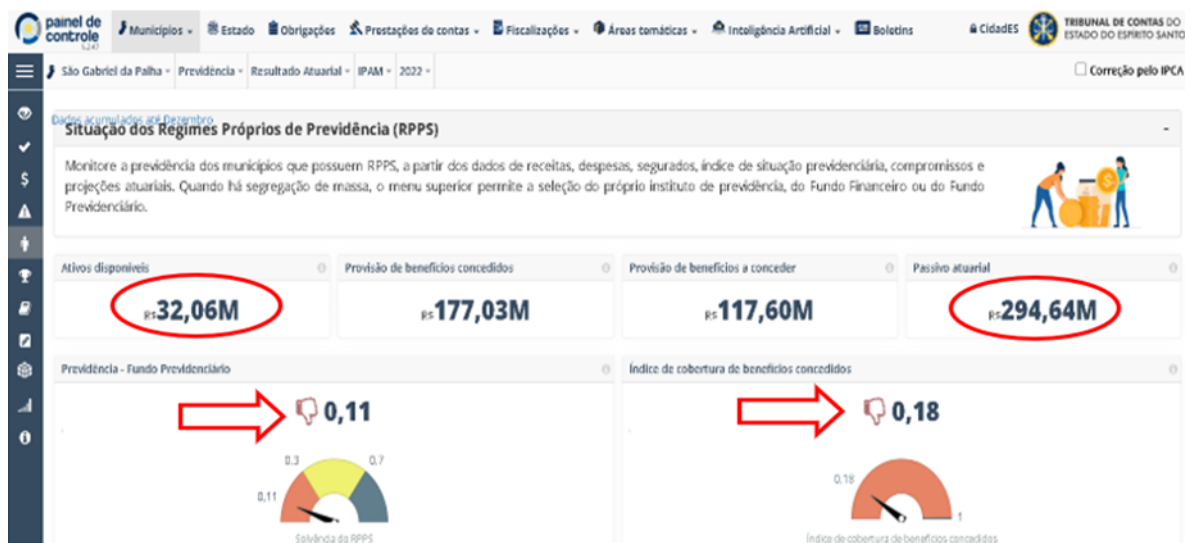 painel de controle
5.2.47
Municípios
Estado
Obrigações
Prestações de contas
Fiscalizações
Áreas temáticas
Inteligência Artificial
Boletins
CidadES
TRIBUNAL DE CONTAS DO
ESTADO DO ESPÍRITO SANTO
São Gabriel da Palha
Previdência
Resultado Atuarial
IPAM
2022
Correção pelo IPCA
Dados acumulados até Dezembro
Situação dos Regimes Próprios de Previdência (RPPS)
-
Monitore a previdência dos municípios que possuem RPPS, a partir dos dados de receitas, despesas, segurados, índice de situação previdenciária, compromissos e
projeções atuariais. Quando há segregação de massa, o menu superior permite a seleção do próprio instituto de previdência, do Fundo Financeiro ou do Fundo
Previdenciário.
Ativos disponíveis
R$32,06M
Provisão de benefícios concedidos
R$177,03M
Provisão de benefícios a conceder
R$117,60M
Passivo atuarial
R$294,64M
Previdência - Fundo Previdenciário
0,11
0.3
0.7
0,11
Solvência do RPPS
Índice de cobertura de benefícios concedidos
0,18
0.18
1
Índice de cobertura de benefícios concedidos